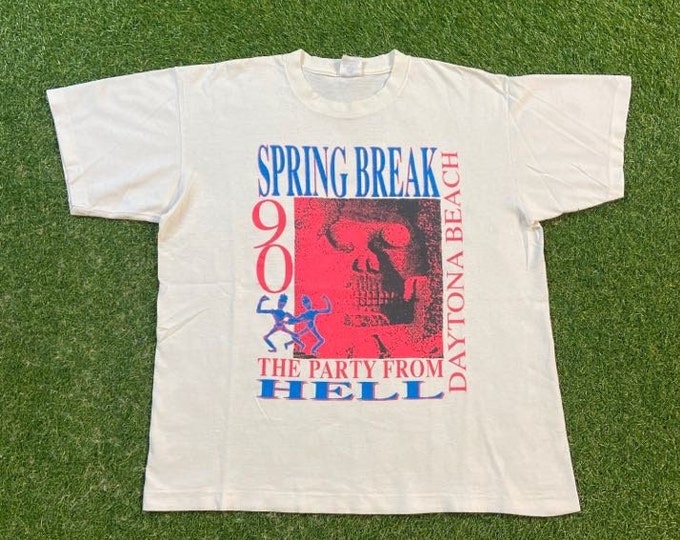 SPRING BREAK
90
DAYTONA BEACH
THE PARTY FROM
HELL